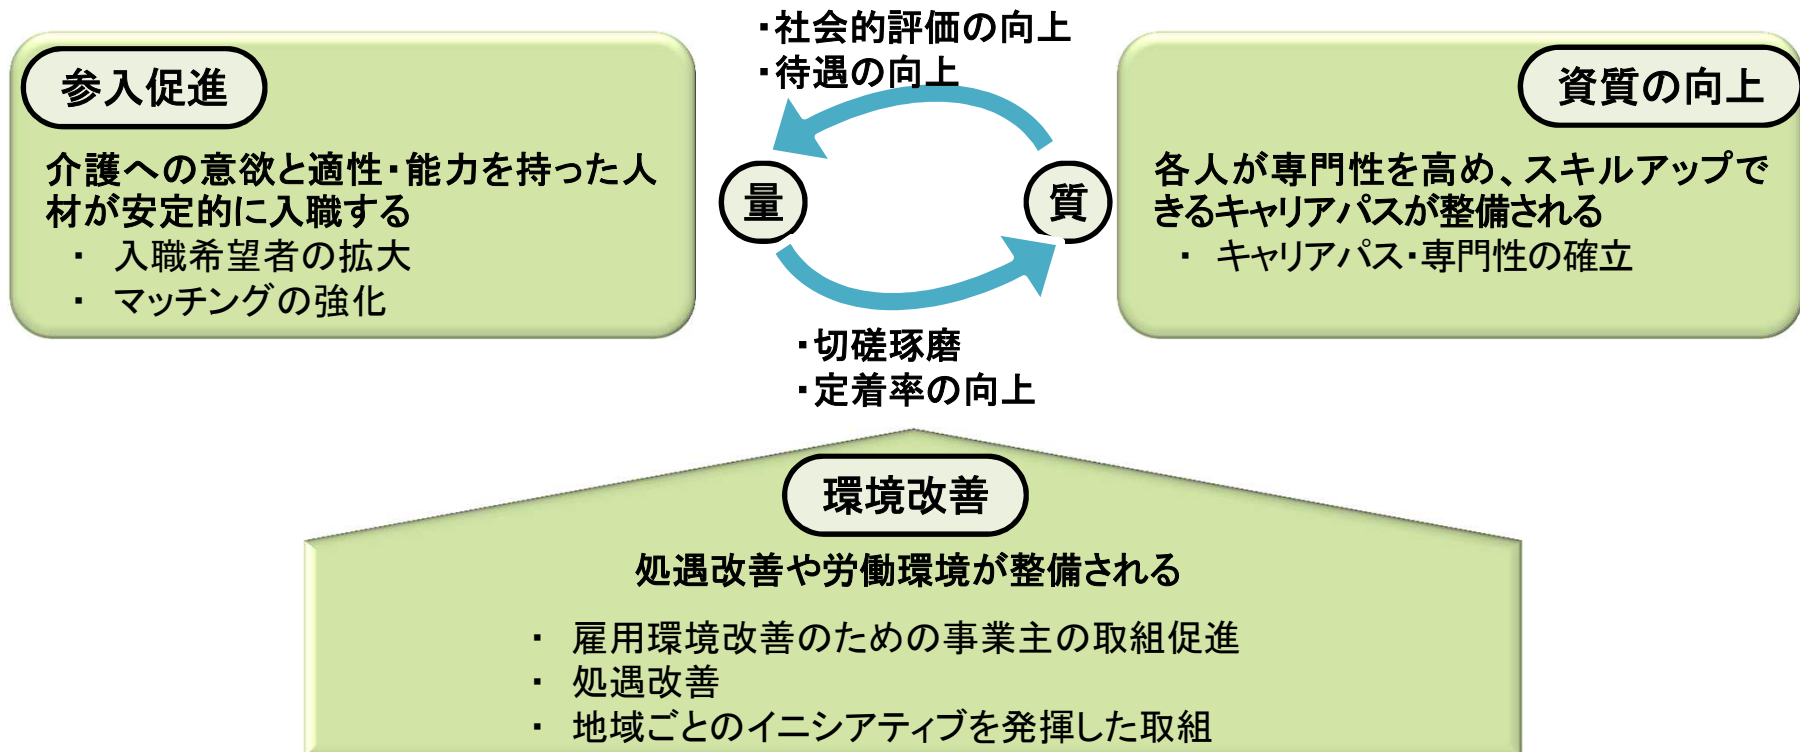 ・社会的評価の向上
・待遇の向上
参入促進
介護への意欲と適性・能力を持った人
材が安定的に入職する
・ 入職希望者の拡大
・ マッチングの強化
量
質
資質の向上
各人が専門性を高め、スキルアップで
きるキャリアパスが整備される
・ キャリアパス・専門性の確立
・切磋琢磨
・定着率の向上
環境改善
処遇改善や労働環境が整備される
・ 雇用環境改善のための事業主の取組促進
・ 処遇改善
・ 地域ごとのイニシアティブを発揮した取組